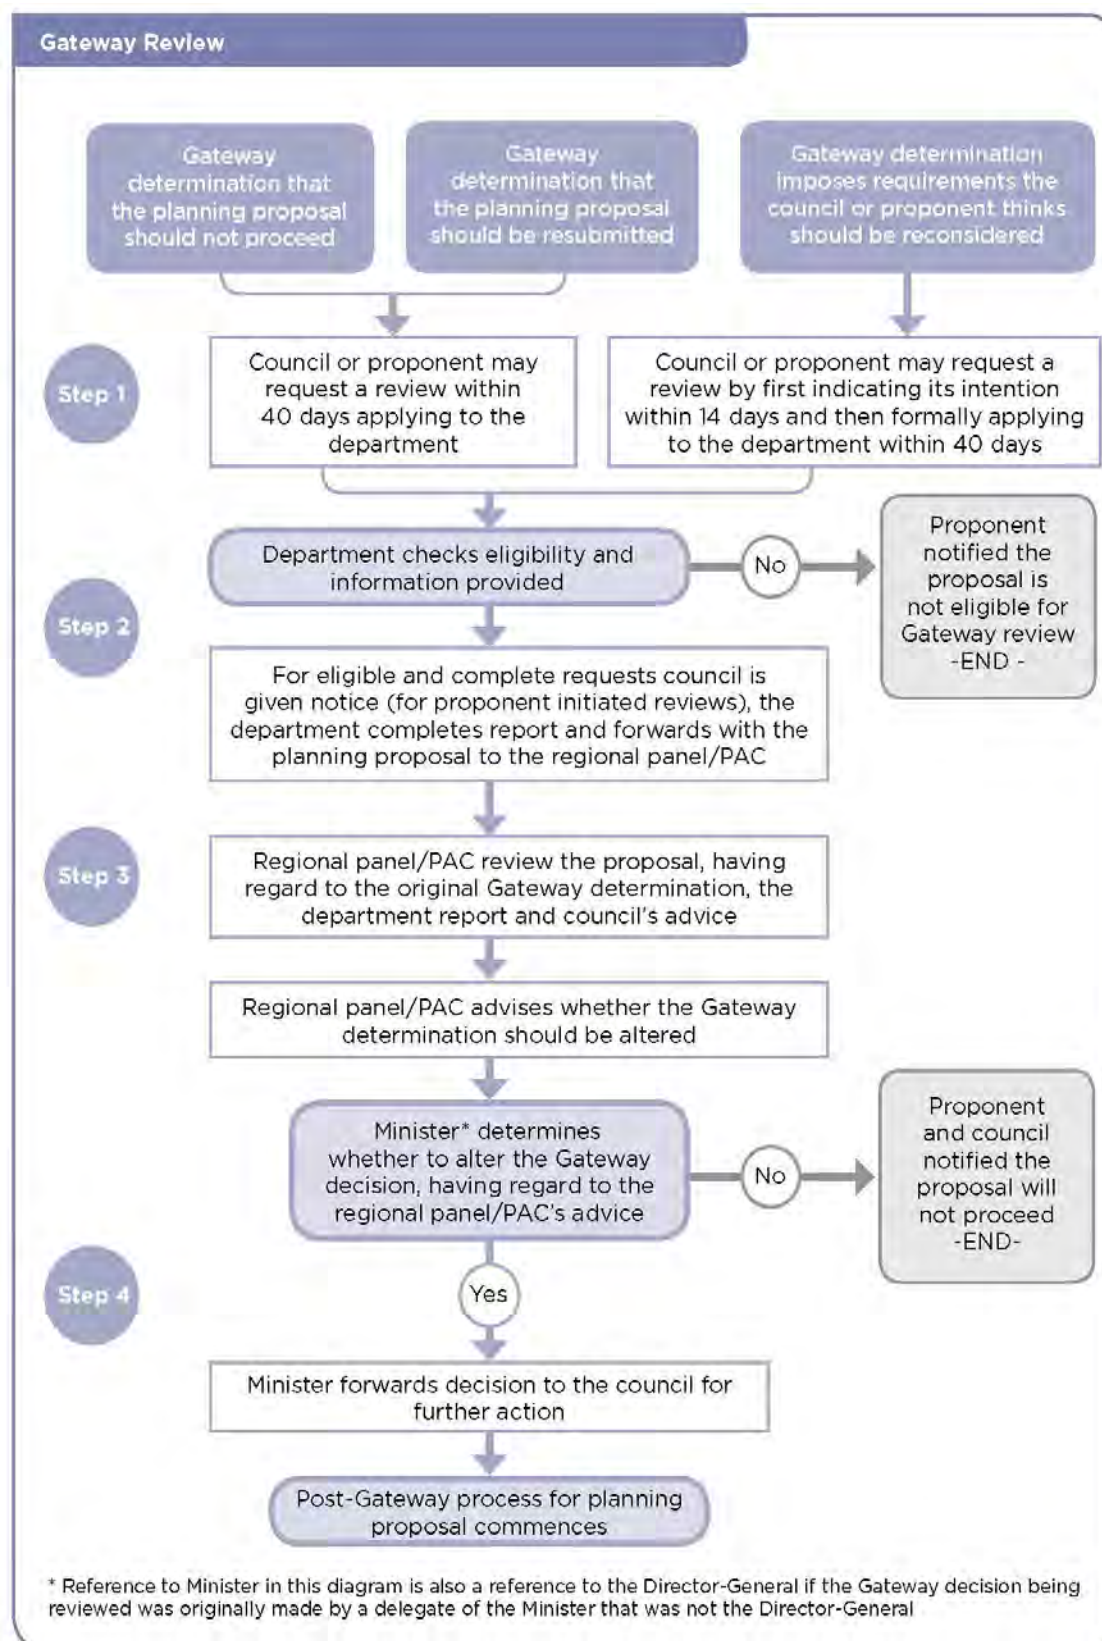 Gateway Review
Gateway
determination that
the planning proposal
should not proceed
Gateway
determination that
the planning proposal
should be resubmitted
Gateway determination
imposes requirements the
council or proponent thinks
should be reconsidered
Step 1
Council or proponent may
request a review within
40 days applying to the
department
Council or proponent may request a
review by first indicating its intention
within 14 days and then formally applying
to the department within 40 days
Department checks eligibility and
information provided
No
Proponent
notified the
proposal is
not eligible for
Gateway review
-END -
Step 2
For eligible and complete requests council is
given notice (for proponent initiated reviews), the
department completes report and forwards with the
planning proposal to the regional panel/PAC
Step 3
Regional panel/PAC review the proposal, having
regard to the original Gateway determination, the
department report and council's advice
Regional panel/PAC advises whether the Gateway
determination should be altered
Minister* determines
whether to alter the Gateway
decision, having regard to the
regional panel/PAC's advice
No
Proponent
and council
notified the
proposal will
not proceed
-END-
Step 4
Yes
Minister forwards decision to the council for
further action
Post-Gateway process for planning
proposal commences
* Reference to Minister in this diagram is also a reference to the Director-General if the Gateway decision being
reviewed was originally made by a delegate of the Minister that was not the Director-General